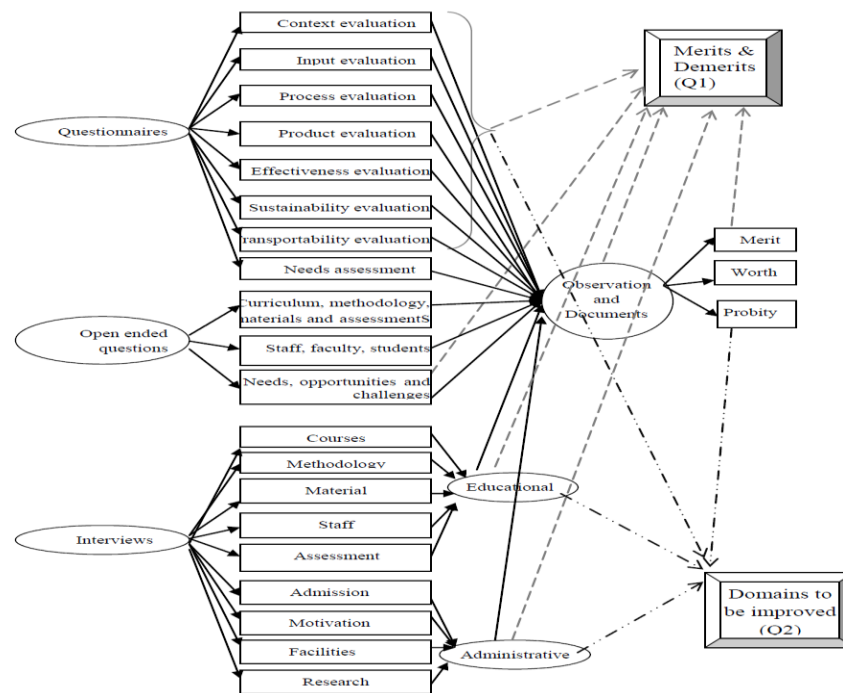 Context evaluation
Input evaluation
Process evaluation
Questionnaires
Product evaluation
Effectiveness evaluation
Sustainability evaluation
ransportability evaluation
Needs assessment
Curriculum, methodology,
materials and assessmentS
Open ended
questions
Staff, faculty, students
Needs, opportunities and
challenges
Courses
Methodology
Material
Interviews
Staff
Assessment
Admission
Motivation
Facilities
Research
Educational
Administrative
Observation
and
Documents
Merit
Worth
Probity
Merits &
Demerits
(Q1)
Domains to
be improved
(Q2)